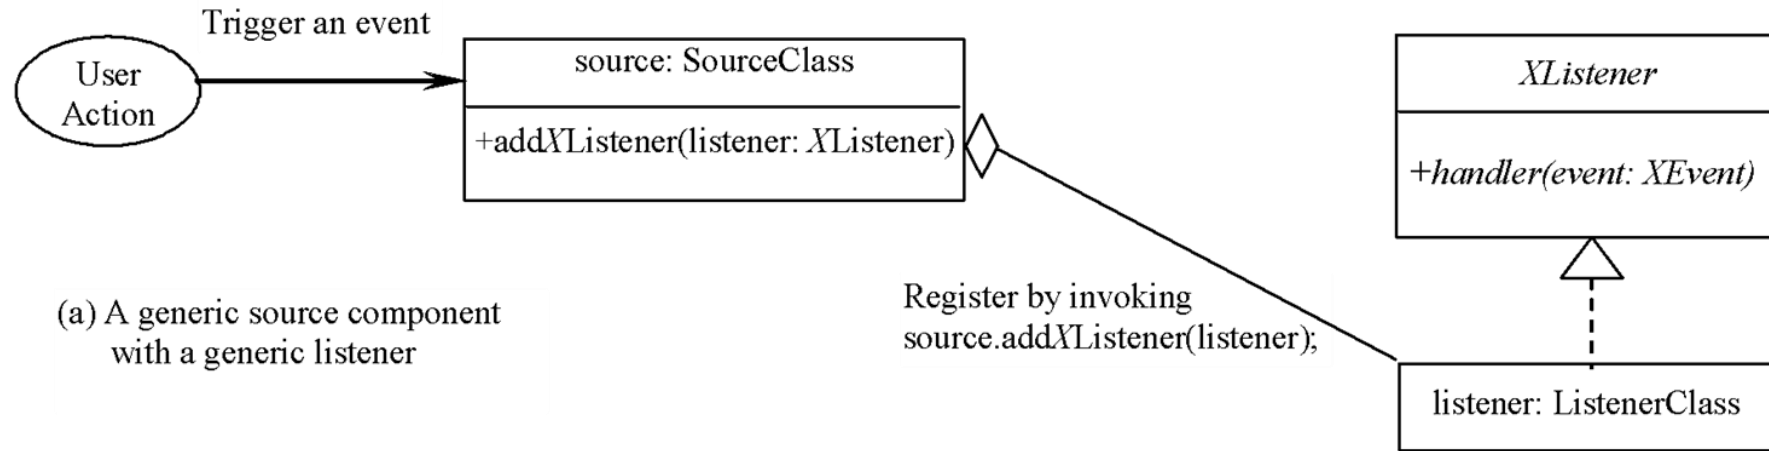 Trigger an event
User
Action
source: SourceClass
+addXListener(listener: XListener)
XListener
+handler(event: XEvent)
(a) A generic source component
with a generic listener
Register by invoking
source.addXListener(listener);
listener: ListenerClass